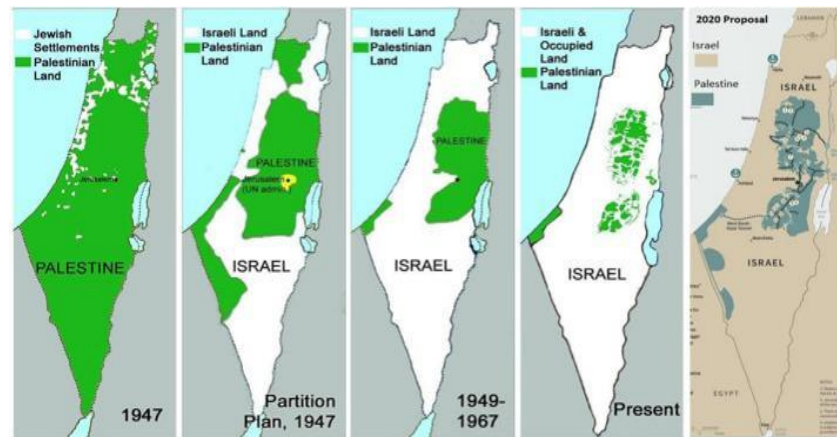 Jewish
Settlements
Palestinian
Land
Jerusalem
PALESTINE
1947
Israeli Land
Palestinian
Land
PALESTINE
Jerusalem
(UN admin)
ISRAEL
Partition
Plan, 1947
Israeli Land
Palestinian
Land
PALESTINE
ISRAEL
1949-
1967
Israeli &
Occupied
Land
Palestinian
Land
ISRAEL
Present
2020 Proposal
LEBANON
Israel
Palestine
ISRAEL
Jerusalem
ISRAEL
EGYPT